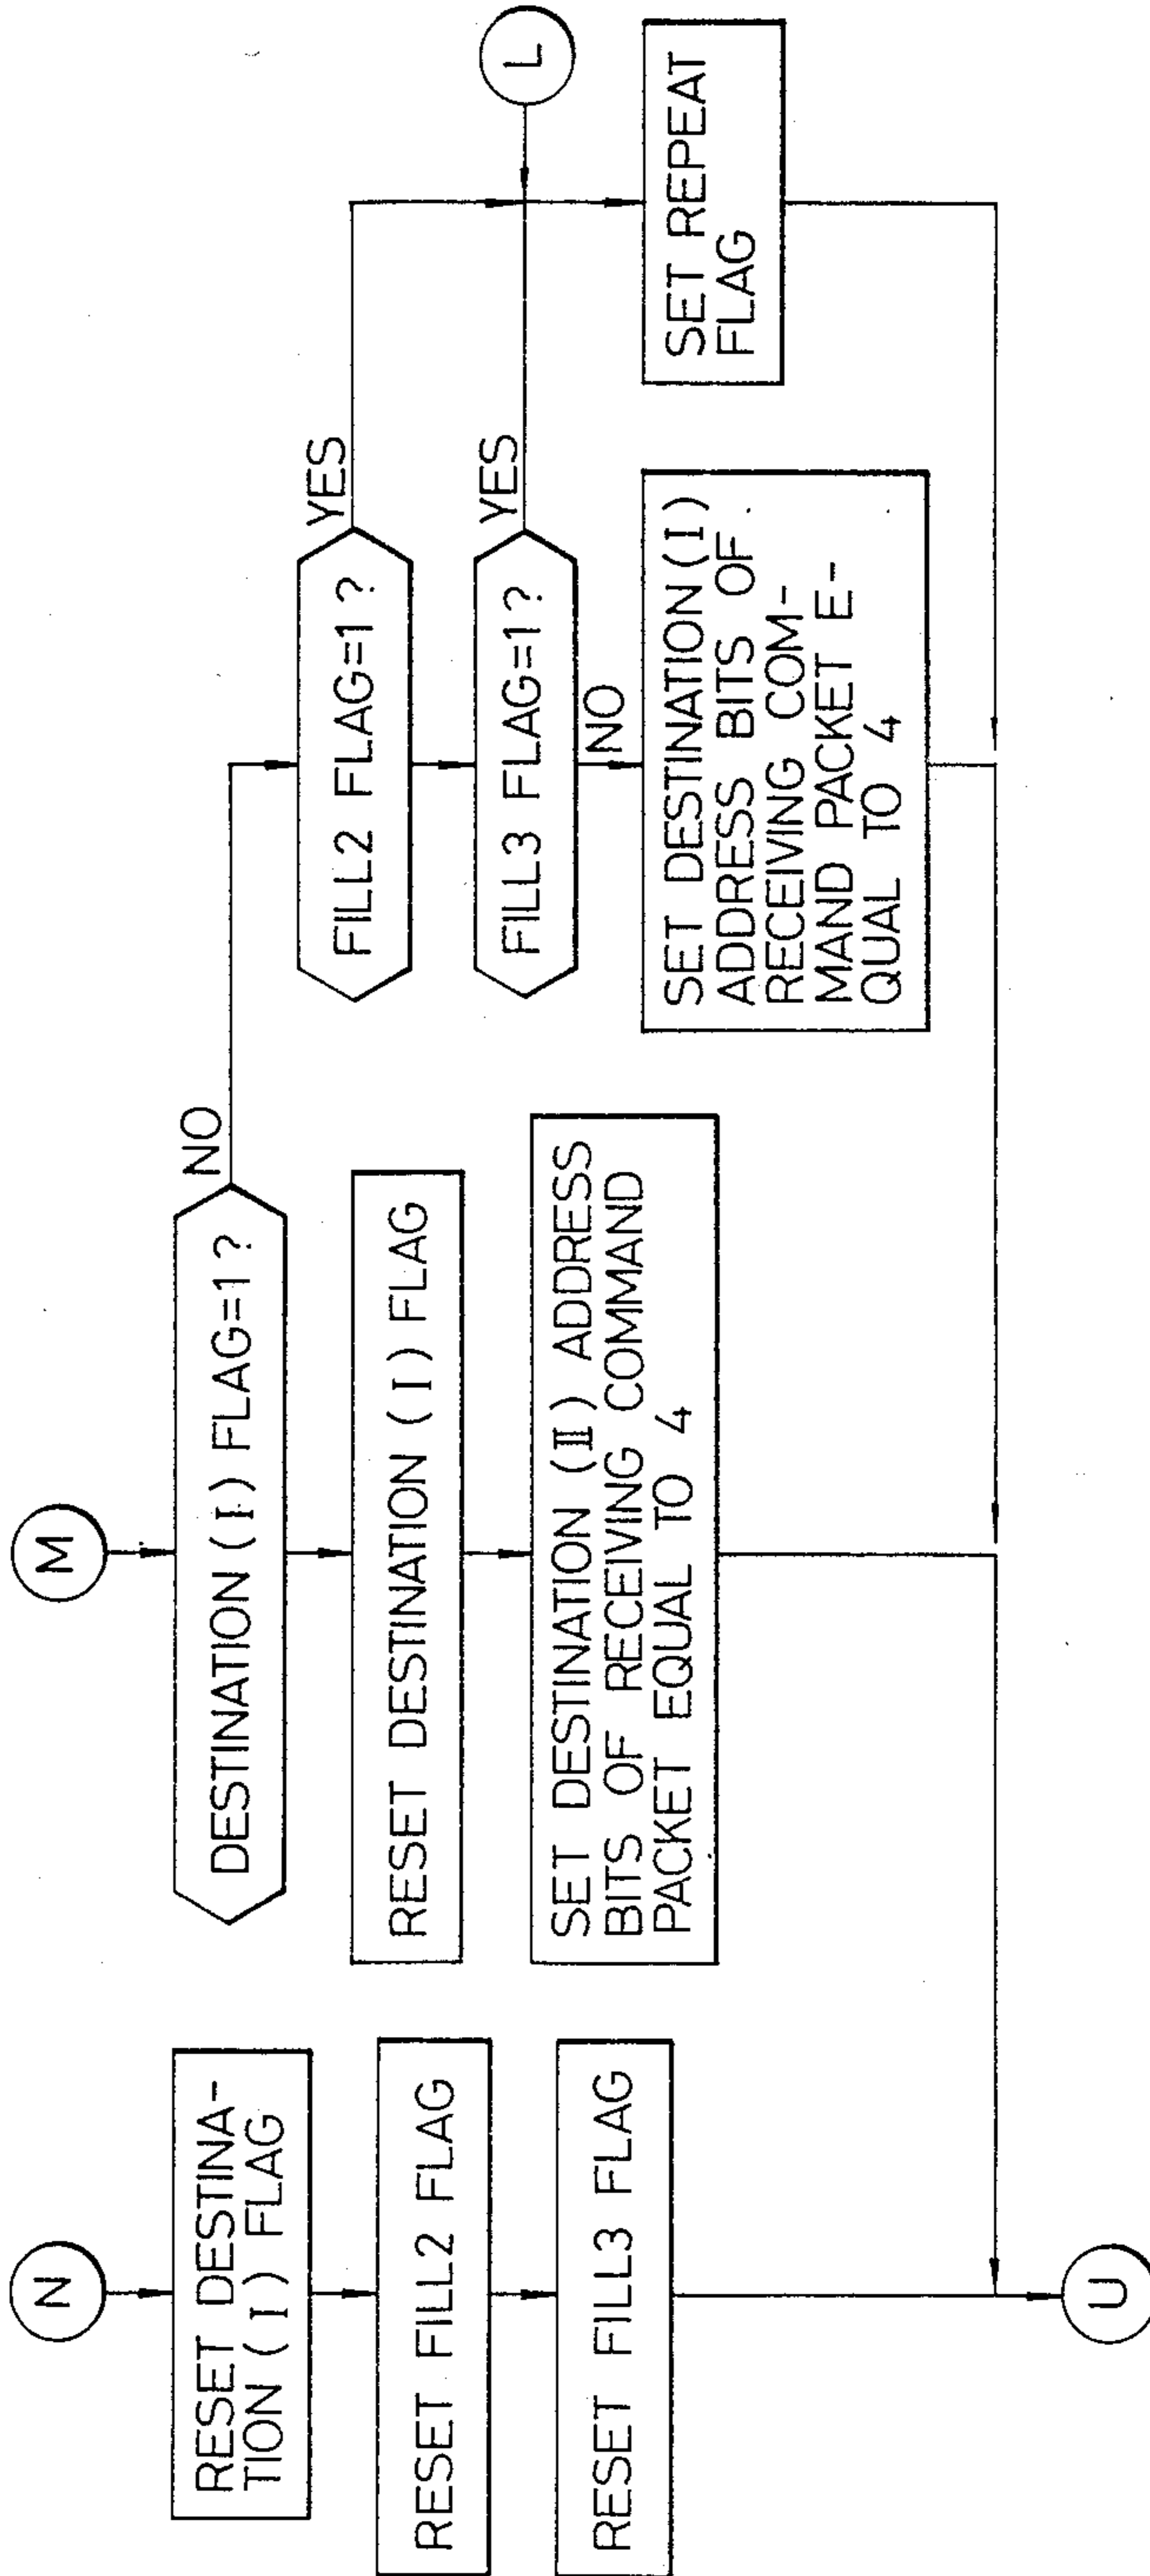 N
RESET DESTINA-
TION (I) FLAG
RESET FILL2 FLAG
RESET FILL3 FLAG
U
M
DESTINATION (I) FLAG=1?
NO
RESET DESTINATION (I) FLAG
SET DESTINATION (II) ADDRESS
BITS OF RECEIVING COMMAND
PACKET EQUAL TO 4
FILL2 FLAG=1?
YES
FILL3 FLAG=1?
YES
NO
SET DESTINATION (I)
ADDRESS BITS OF
RECEIVING COM-
MAND PACKET E-
QUAL TO 4
L
SET REPEAT
FLAG